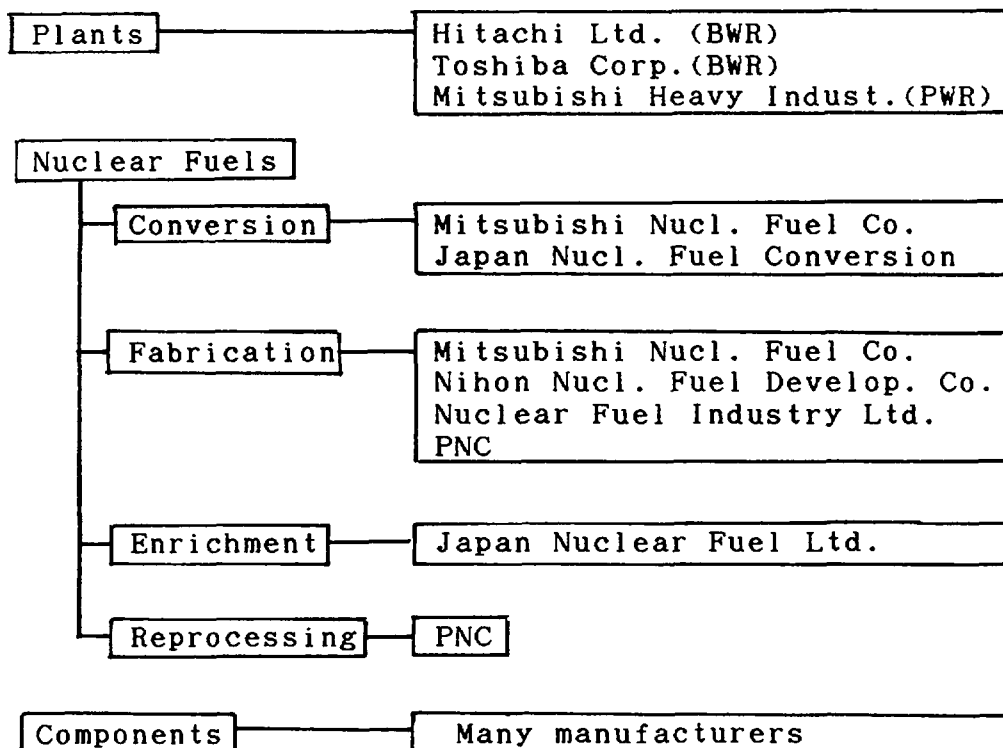 Plants
Hitachi Ltd. (BWR)
Toshiba Corp.(BWR)
Mitsubishi Heavy Indust.(PWR)
Nuclear Fuels
Conversion
Mitsubishi Nucl. Fuel Co.
Japan Nucl. Fuel Conversion
Fabrication
Mitsubishi Nucl. Fuel Co.
Nihon Nucl. Fuel Develop. Co.
Nuclear Fuel Industry Ltd.
PNC
Enrichment
Japan Nuclear Fuel Ltd.
Reprocessing
PNC
Components
Many manufacturers